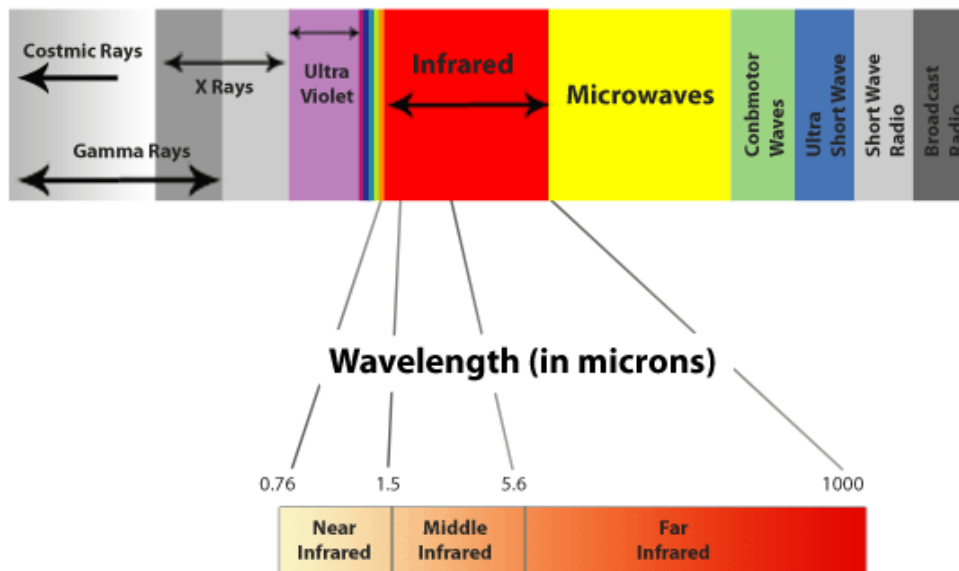 Costmic Rays
X Rays
Gamma Rays
Ultra
Violet
Infrared
Microwaves
Conbmotor
Waves
Ultra
Short Wave
Short Wave
Radio
Broadcast
Radio
Wavelength (in microns)
0.76
1.5
5.6
1000
Near
Infrared
Middle
Infrared
Far
Infrared